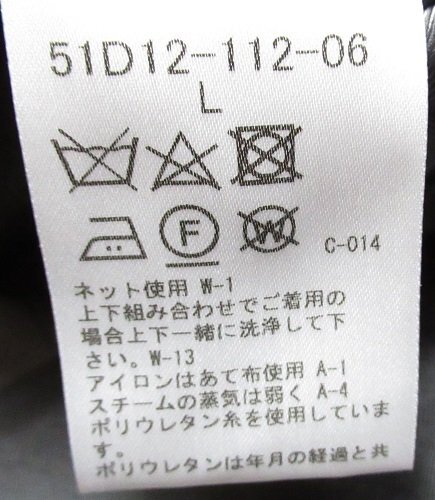 51D12-112-06
L
F
W
C-014
ネット使用 W-1
上下組み合わせでご着用の
場合上下一緒に洗浄して下
さい。W-13
アイロンはあて布使用 A-1
スチームの蒸気は弱く A-4
ポリウレタン糸を使用していま
す。
ポリウレタンは年月の経過と共